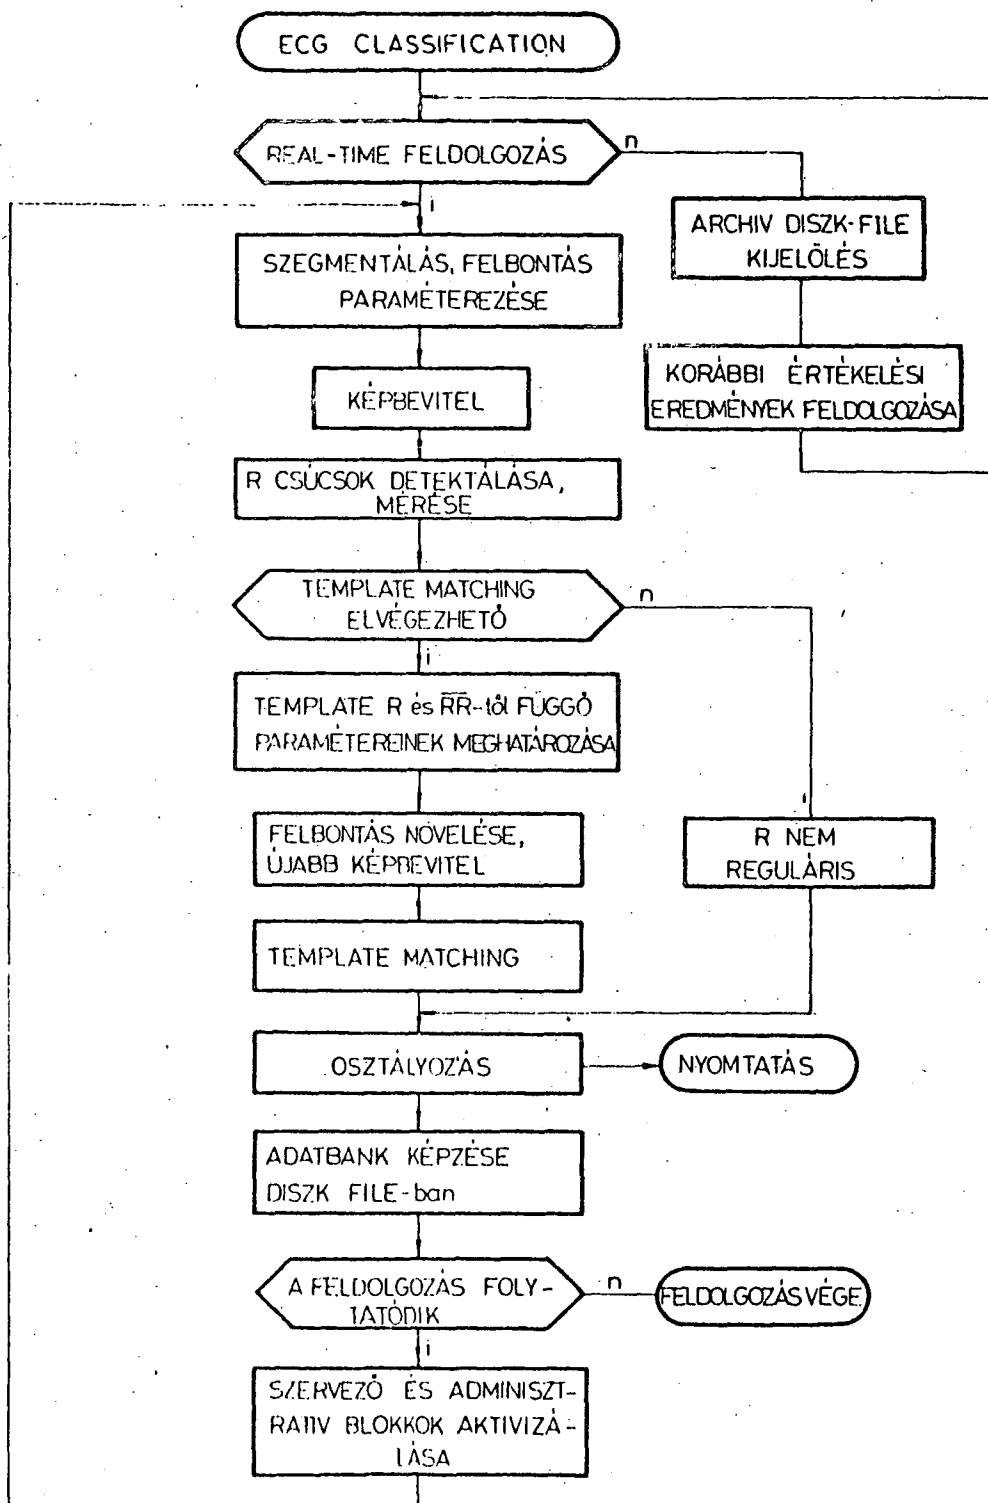 ECG CLASSIFICATION
REAL-TIME FELDOLGOZÁS
n
i
ARCHIV DISZK-FILE
KIJELÖLÉS
SZEGMENTÁLÁS, FELBONTÁS
PARAMÉTEREZÉSE
KORÁBBI ÉRTÉKELÉSI
EREDMÉNYEK FELDOLGOZÁSA
KÉPBEVITEL
R CSÚCSOK DETEKTÁLÁSA,
MÉRÉSE
TEMPLATE MATCHING
ELVÉGEZHETŐ
n
i
TEMPLATE R és R̅R̅-től FÜGGŐ
PARAMÉTEREINEK MEGHATÁROZÁSA
FELBONTÁS NÖVELÉSE,
ÚJABB KÉPBEVITEL
R NEM
REGULÁRIS
TEMPLATE MATCHING
OSZTÁLYOZÁS
NYOMTATÁS
ADATBANK KÉPZÉSE
DISZK FILE-ban
A FELDOLGOZÁS FOLY-
TATÓDIK
n
FELDOLGOZÁS VÉGE
i
SZERVEZŐ ÉS ADMINISZT-
RATIV BLOKKOK AKTIVIZÁ-
LÁSA